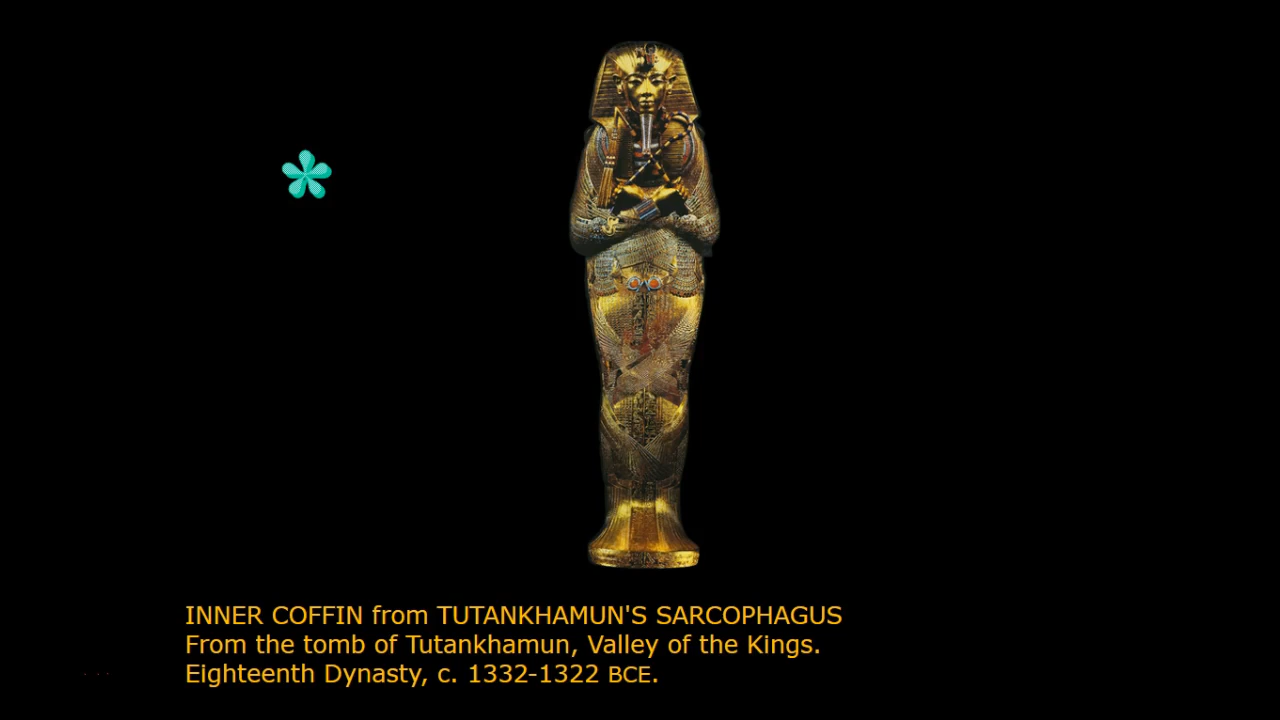 INNER COFFIN from TUTANKHAMUN'S SARCOPHAGUS
From the tomb of Tutankhamun, Valley of the Kings.
Eighteenth Dynasty, c. 1332-1322 BCE.